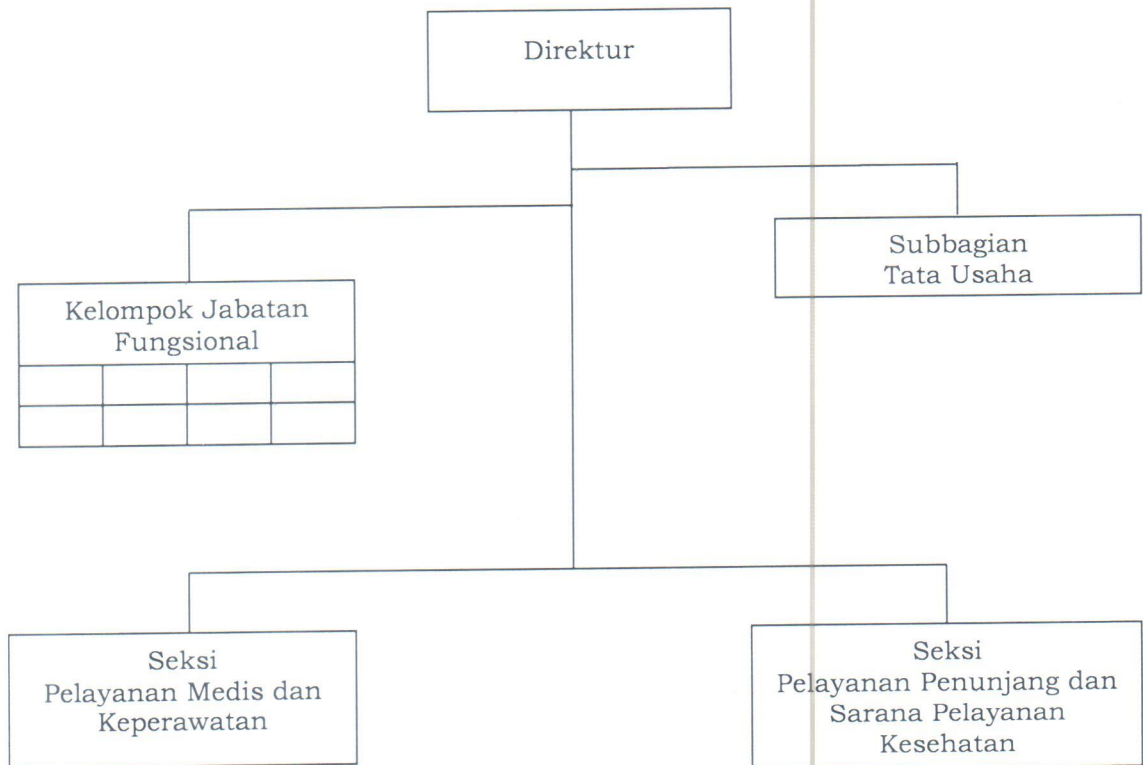 Direktur
Subbagian
Tata Usaha
Kelompok Jabatan
Fungsional
Seksi
Pelayanan Medis dan
Keperawatan
Seksi
Pelayanan Penunjang dan
Sarana Pelayanan
Kesehatan